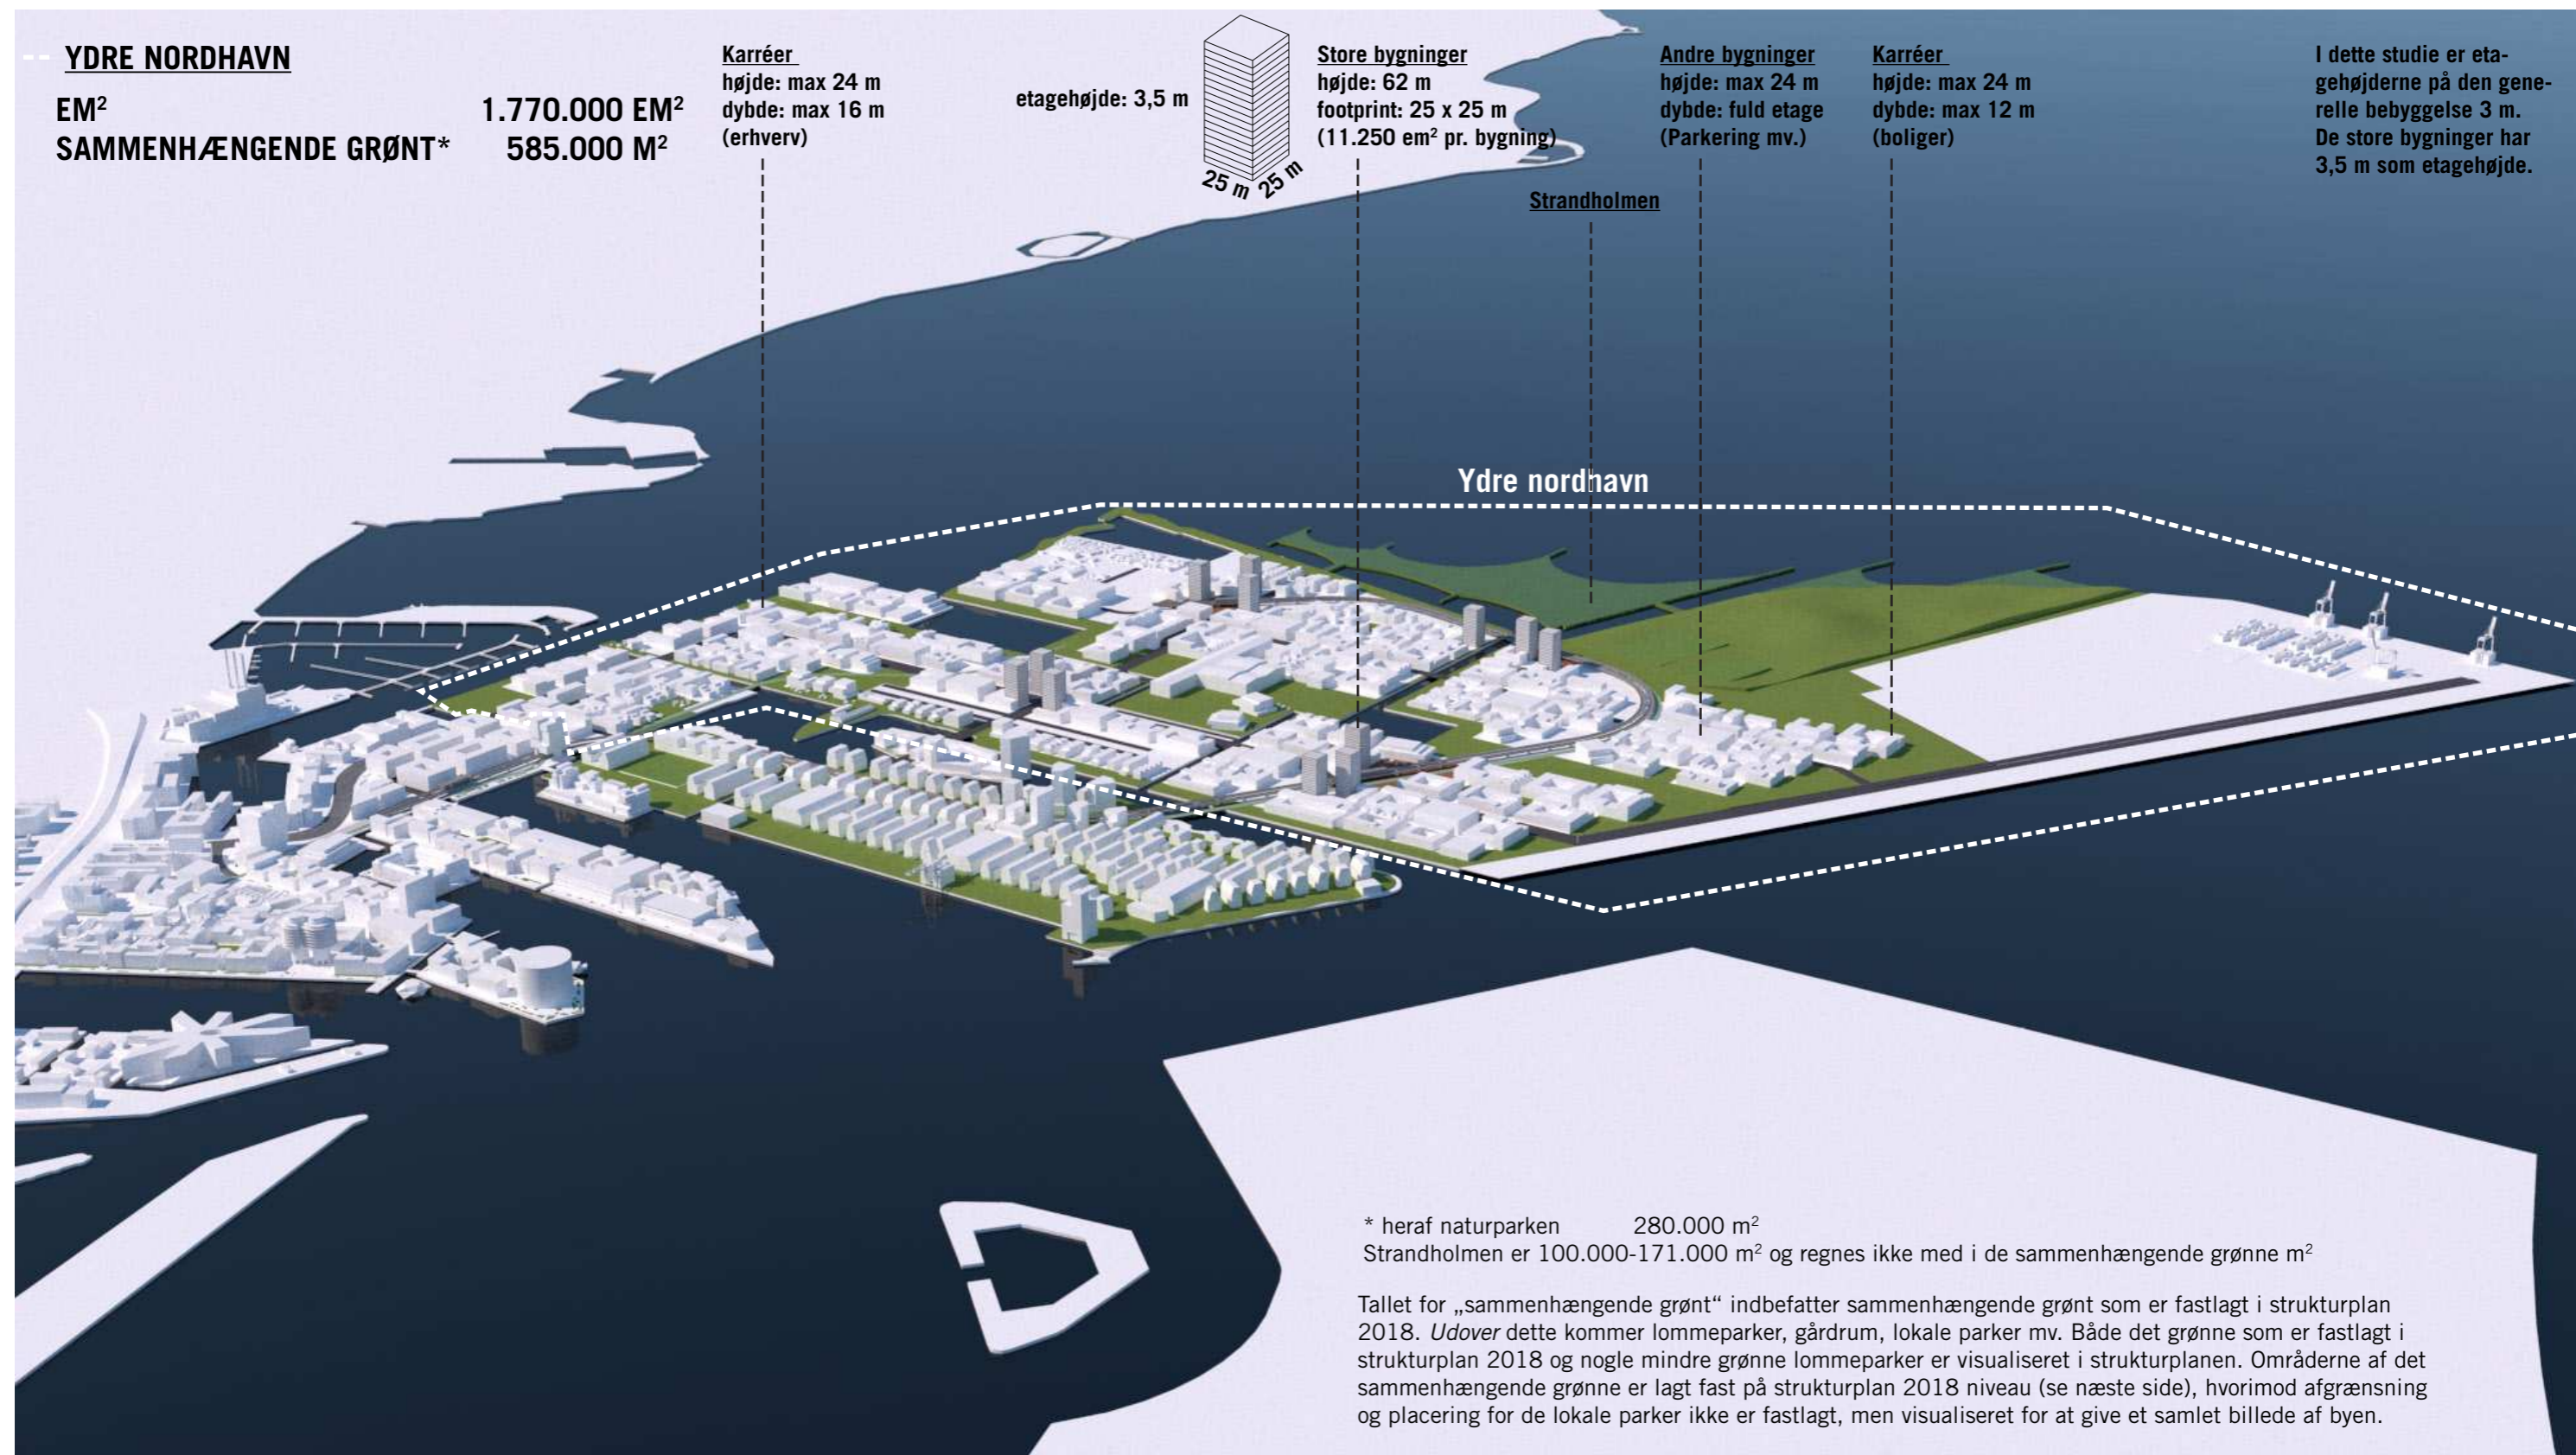 YDRE NORDHAVN
EM² 1.770.000 EM²
SAMMENHÆNGENDE GRØNT* 585.000 M²
Karréer
højde: max 24 m
dybde: max 16 m
(erhverv)
etagehøjde: 3,5 m
25 m 25 m
Store bygninger
højde: 62 m
footprint: 25 x 25 m
(11.250 em² pr. bygning)
Strandholmen
Andre bygninger
højde: max 24 m
dybde: fuld etage
(Parkering mv.)
Karréer
højde: max 24 m
dybde: max 12 m
(boliger)
I dette studie er eta-
gehøjderne på den gene-
relle bebyggelse 3 m.
De store bygninger har
3,5 m som etagehøjde.
Ydre nordhavn
* heraf naturparken 280.000 m²
Strandholmen er 100.000-171.000 m² og regnes ikke med i de sammenhængende grønne m²
Tallet for „sammenhængende grønt“ indbefatter sammenhængende grønt som er fastlagt i strukturplan
2018. Udover dette kommer lommeparker, gårdrum, lokale parker mv. Både det grønne som er fastlagt i
strukturplan 2018 og nogle mindre grønne lommeparker er visualiseret i strukturplanen. Områderne af det
sammenhængende grønne er lagt fast på strukturplan 2018 niveau (se næste side), hvorimod afgrænsning
og placering for de lokale parker ikke er fastlagt, men visualiseret for at give et samlet billede af byen.